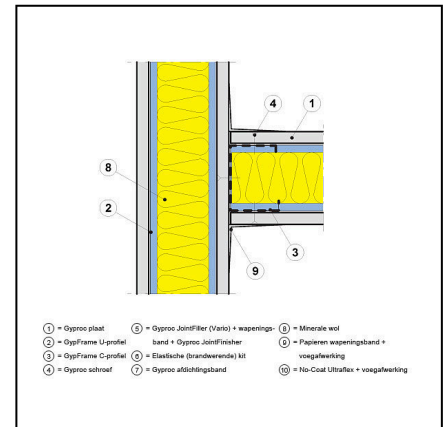 4
1
8
2
3
9
1 = Gyproc plaat
2 = GypFrame U-profiel
3 = GypFrame C-profiel
4 = Gyproc schroef
5 = Gyproc JointFiller (Vario) + wapenings-
band + Gyproc JointFinisher
6 = Elastische (brandwerende) kit
7 = Gyproc afdichtingsband
8 = Minerale wol
9 = Papieren wapeningsband +
voegafwerking
10 = No-Coat Ultraflex + voegafwerking